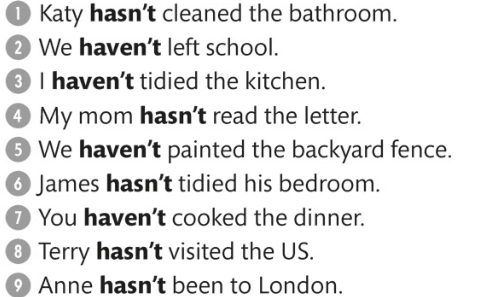 1 Katy hasn't cleaned the bathroom.
2 We haven't left school.
3 I haven't tidied the kitchen.
4 My mom hasn't read the letter.
5 We haven't painted the backyard fence.
6 James hasn't tidied his bedroom.
7 You haven't cooked the dinner.
8 Terry hasn't visited the US.
9 Anne hasn't been to London.